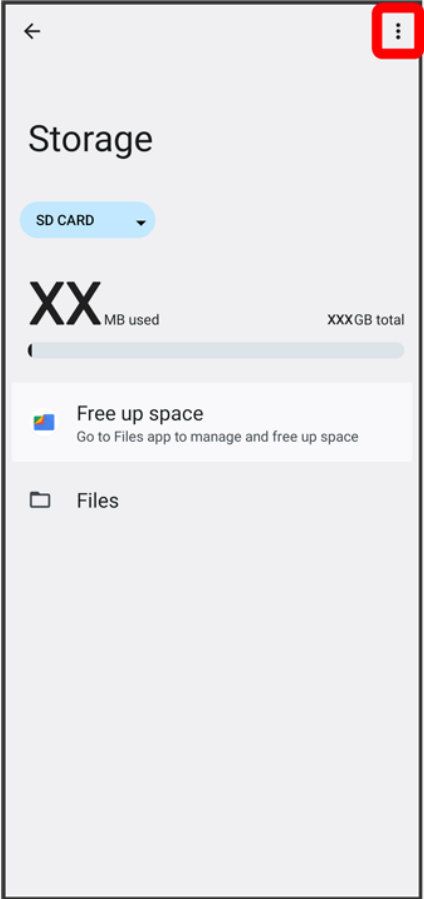 Storage
SD CARD
XX MB used
XXXGB total
Free up space
Go to Files app to manage and free up space
Files